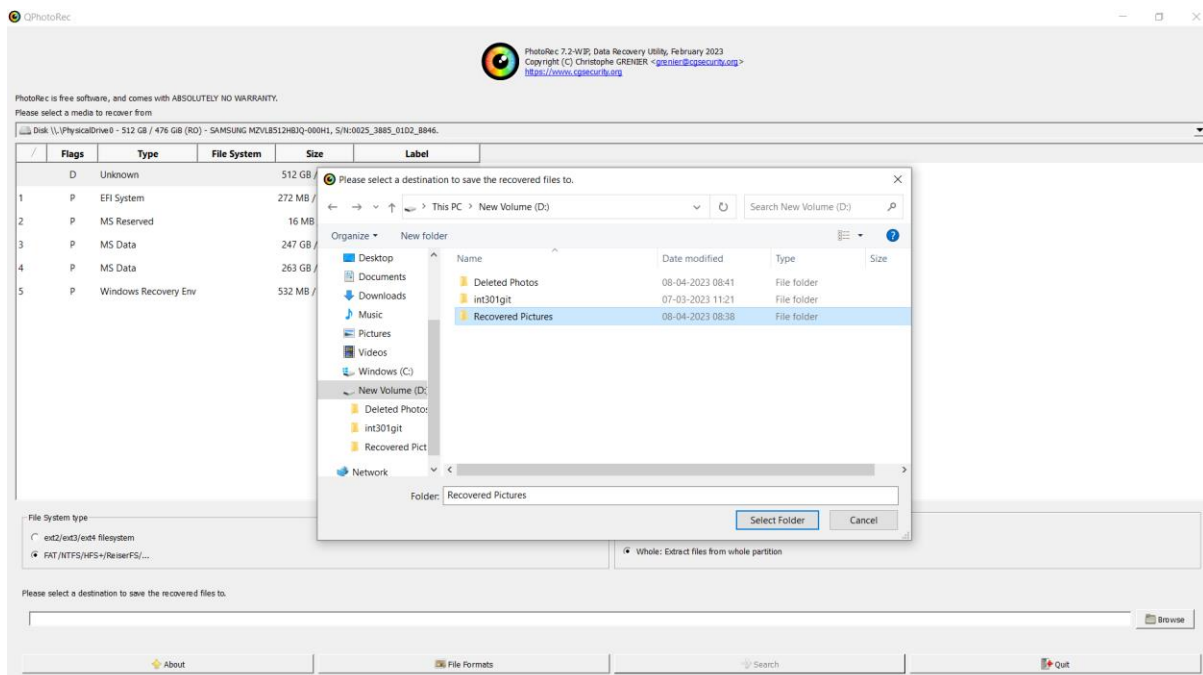 QPhotoRec
PhotoRec 7.2-WIP, Data Recovery Utility, February 2023
Copyright (C) Christophe GRENIER <grenier@cgsecurity.org>
https://www.cgsecurity.org
PhotoRec is free software, and comes with ABSOLUTELY NO WARRANTY.
Please select a media to recover from
Disk \\.\PhysicalDrive0 - 512 GB / 476 GiB (RO) - SAMSUNG MZVLB512HBJQ-000H1, S/N:0025_3885_01D2_8846.
Flags Type File System Size Label
D Unknown 512 GB /
1 P EFI System 272 MB /
2 P MS Reserved 16 MB
3 P MS Data 247 GB /
4 P MS Data 263 GB /
5 P Windows Recovery Env 532 MB /
Please select a destination to save the recovered files to.
This PC > New Volume (D:)
Search New Volume (D:)
Organize New folder
Desktop
Documents
Downloads
Music
Pictures
Videos
Windows (C:)
New Volume (D:
Deleted Photos
int301git
Recovered Pict
Network
Name Date modified Type Size
Deleted Photos 08-04-2023 08:41 File folder
int301git 07-03-2023 11:21 File folder
Recovered Pictures 08-04-2023 08:38 File folder
Folder: Recovered Pictures
Select Folder Cancel
File System type
ext2/ext3/ext4 filesystem
FAT/NTFS/HFS+/ReiserFS/...
Whole: Extract files from whole partition
Please select a destination to save the recovered files to.
Browse
About File Formats Search Quit